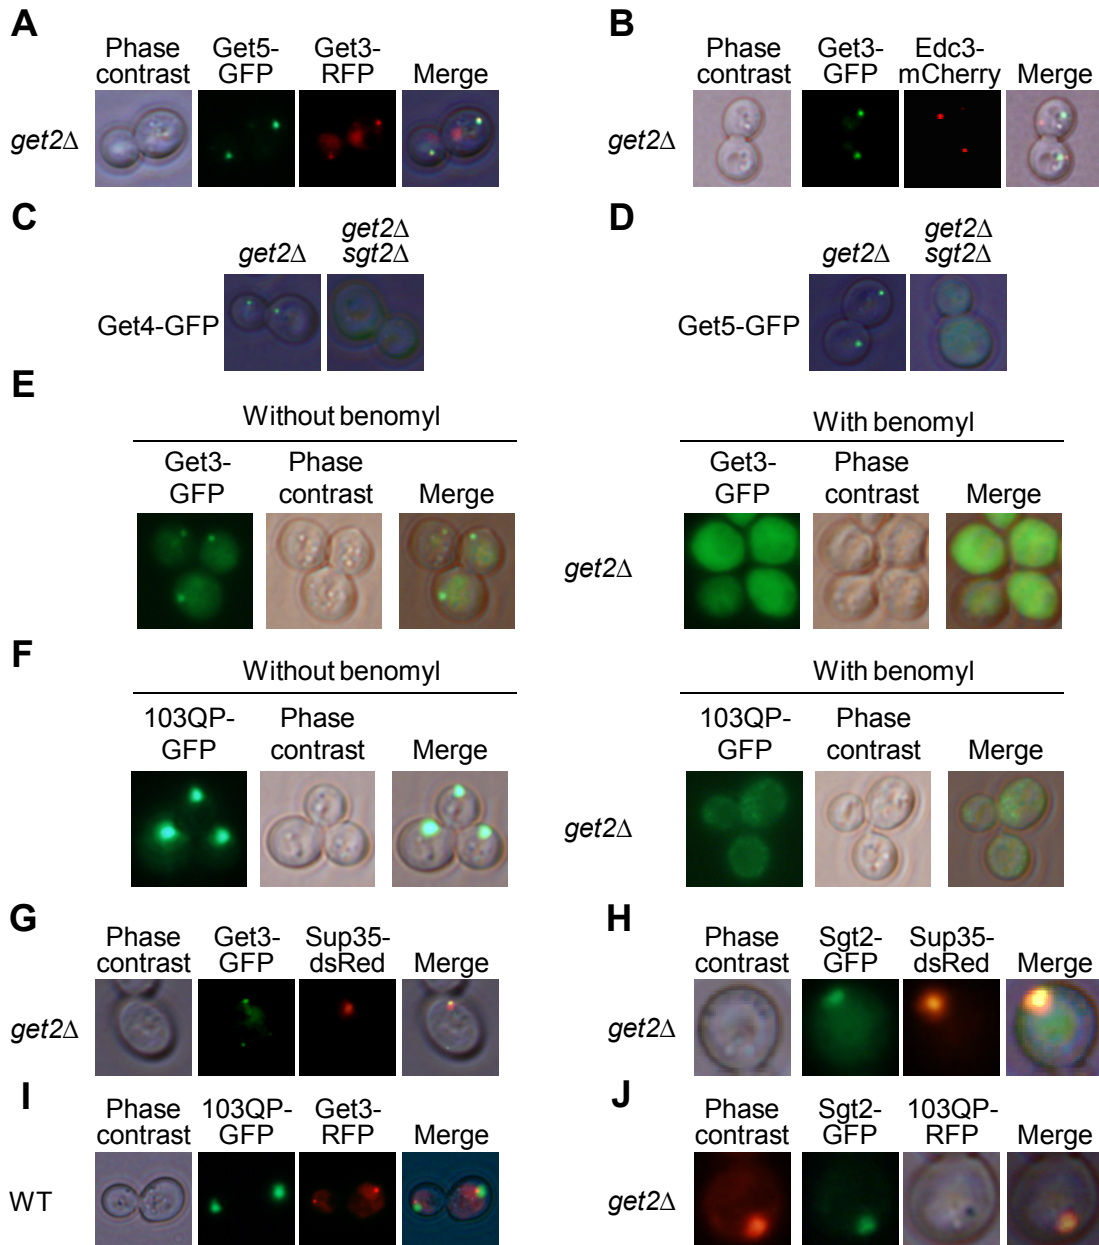 A
Phase contrast
Get5-GFP
Get3-RFP
Merge
get2Δ
B
Phase contrast
Get3-GFP
Edc3-mCherry
Merge
get2Δ
C
get2Δ
get2Δ sgt2Δ
Get4-GFP
D
get2Δ
get2Δ sgt2Δ
Get5-GFP
E
Without benomyl
Get3-GFP
Phase contrast
Merge
With benomyl
Get3-GFP
Phase contrast
Merge
get2Δ
F
Without benomyl
103QP-GFP
Phase contrast
Merge
With benomyl
103QP-GFP
Phase contrast
Merge
get2Δ
G
Phase contrast
Get3-GFP
Sup35-dsRed
Merge
get2Δ
H
Phase contrast
Sgt2-GFP
Sup35-dsRed
Merge
get2Δ
I
Phase contrast
103QP-GFP
Get3-RFP
Merge
WT
J
Phase contrast
Sgt2-GFP
103QP-RFP
Merge
get2Δ